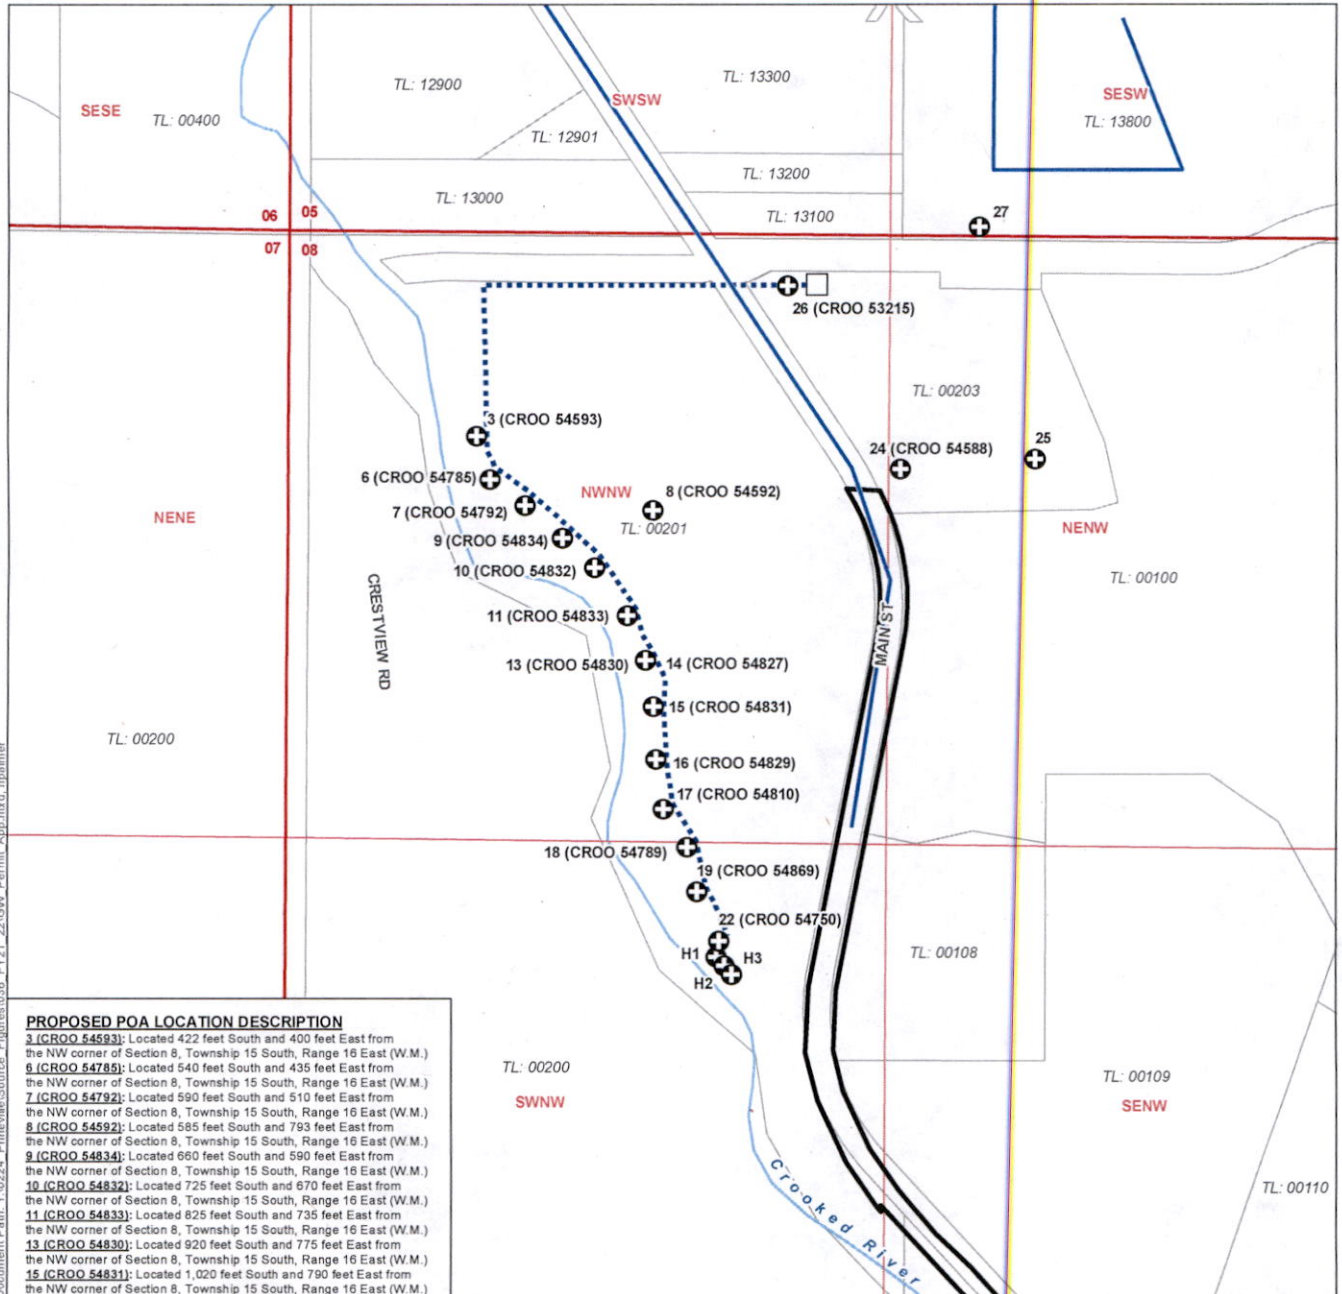 TL: 13300
TL: 12900
SWSW
SESW
SESE
TL: 00400
TL: 13800
TL: 12901
TL: 13200
TL: 13000
TL: 13100
27
06 05
07 08
26 (CROO 53215)
TL: 00203
3 (CROO 54593)
25
24 (CROO 54588)
6 (CROO 54785)
NWNW
8 (CROO 54592)
7 (CROO 54792)
NENE
TL: 00201
NENW
9 (CROO 54834)
10 (CROO 54832)
TL: 00100
CRESTVIEW RD
11 (CROO 54833)
MAIN ST
13 (CROO 54830)
14 (CROO 54827)
15 (CROO 54831)
TL: 00200
16 (CROO 54829)
17 (CROO 54810)
18 (CROO 54789)
19 (CROO 54869)
22 (CROO 54750)
H1
H3
H2
TL: 00108
PROPOSED POA LOCATION DESCRIPTION
3 (CROO 54593): Located 422 feet South and 400 feet East from
the NW corner of Section 8, Township 15 South, Range 16 East (W.M.)
6 (CROO 54785): Located 540 feet South and 435 feet East from
the NW corner of Section 8, Township 15 South, Range 16 East (W.M.)
7 (CROO 54792): Located 590 feet South and 510 feet East from
the NW corner of Section 8, Township 15 South, Range 16 East (W.M.)
8 (CROO 54592): Located 585 feet South and 793 feet East from
the NW corner of Section 8, Township 15 South, Range 16 East (W.M.)
9 (CROO 54834): Located 660 feet South and 590 feet East from
the NW corner of Section 8, Township 15 South, Range 16 East (W.M.)
10 (CROO 54832): Located 725 feet South and 670 feet East from
the NW corner of Section 8, Township 15 South, Range 16 East (W.M.)
11 (CROO 54833): Located 825 feet South and 735 feet East from
the NW corner of Section 8, Township 15 South, Range 16 East (W.M.)
13 (CROO 54830): Located 920 feet South and 775 feet East from
the NW corner of Section 8, Township 15 South, Range 16 East (W.M.)
15 (CROO 54831): Located 1,020 feet South and 790 feet East from
the NW corner of Section 8, Township 15 South, Range 16 East (W.M.)
TL: 00200
SWNW
TL: 00109
SENW
TL: 00110
Crooked River